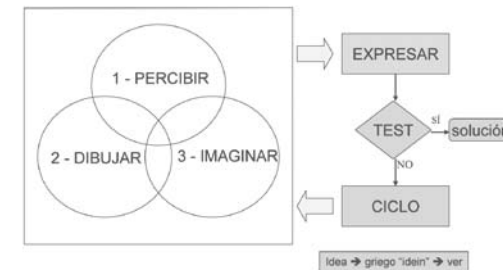 1 - PERCIBIR
2 - DIBUJAR
3 - IMAGINAR
EXPRESAR
TEST
SÍ
solución
NO
CICLO
Idea ➔ griego "idein" ➔ ver